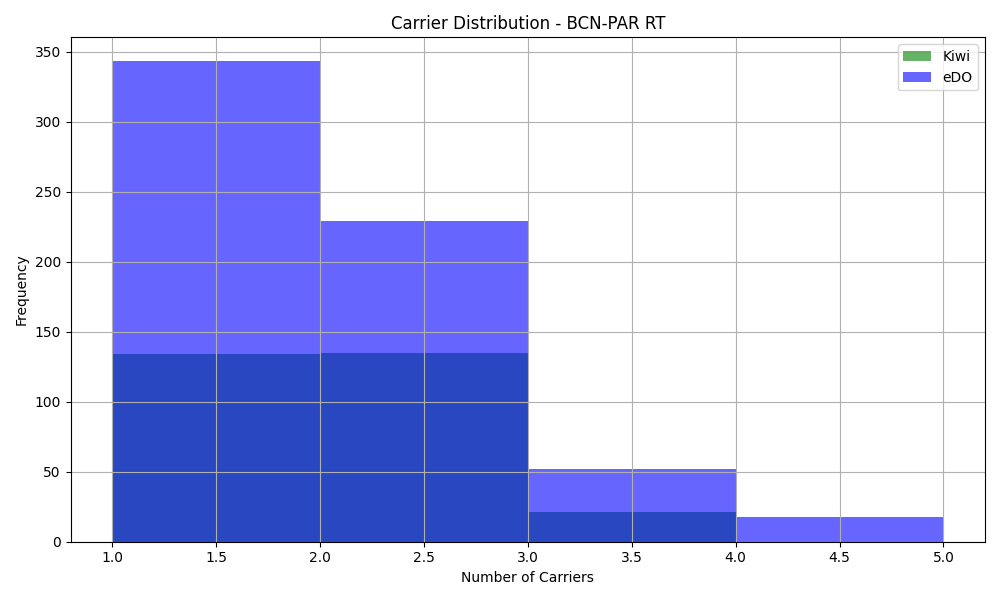 Carrier Distribution - BCN-PAR RT
Kiwi
eDO
Frequency
350
300
250
200
150
100
50
0
1.0 1.5 2.0 2.5 3.0 3.5 4.0 4.5 5.0
Number of Carriers